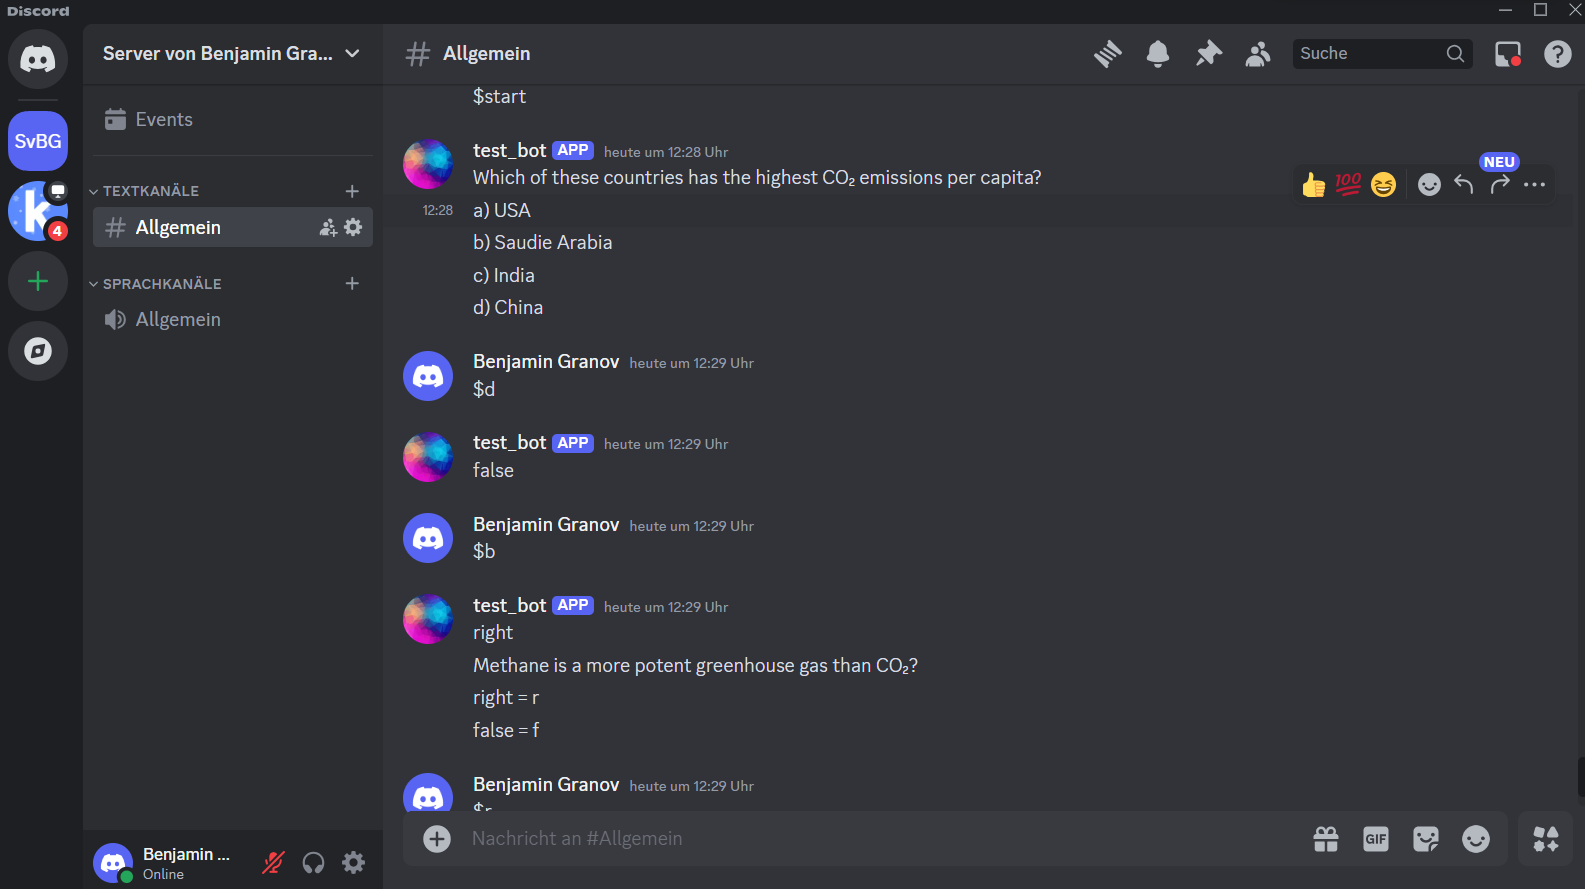 Discord
Server von Benjamin Gra...
Allgemein
Suche
Events
SvBG
TEXTKANÄLE
Allgemein
4
SPRACHKANÄLE
Allgemein
$start
test_bot APP heute um 12:28 Uhr
Which of these countries has the highest CO₂ emissions per capita?
NEU
100
12:28 a) USA
b) Saudie Arabia
c) India
d) China
Benjamin Granov heute um 12:29 Uhr
$d
test_bot APP heute um 12:29 Uhr
false
Benjamin Granov heute um 12:29 Uhr
$b
test_bot APP heute um 12:29 Uhr
right
Methane is a more potent greenhouse gas than CO₂?
right = r
false = f
Benjamin Granov heute um 12:29 Uhr
$r
Nachricht an #Allgemein
GIF
Benjamin ...
Online